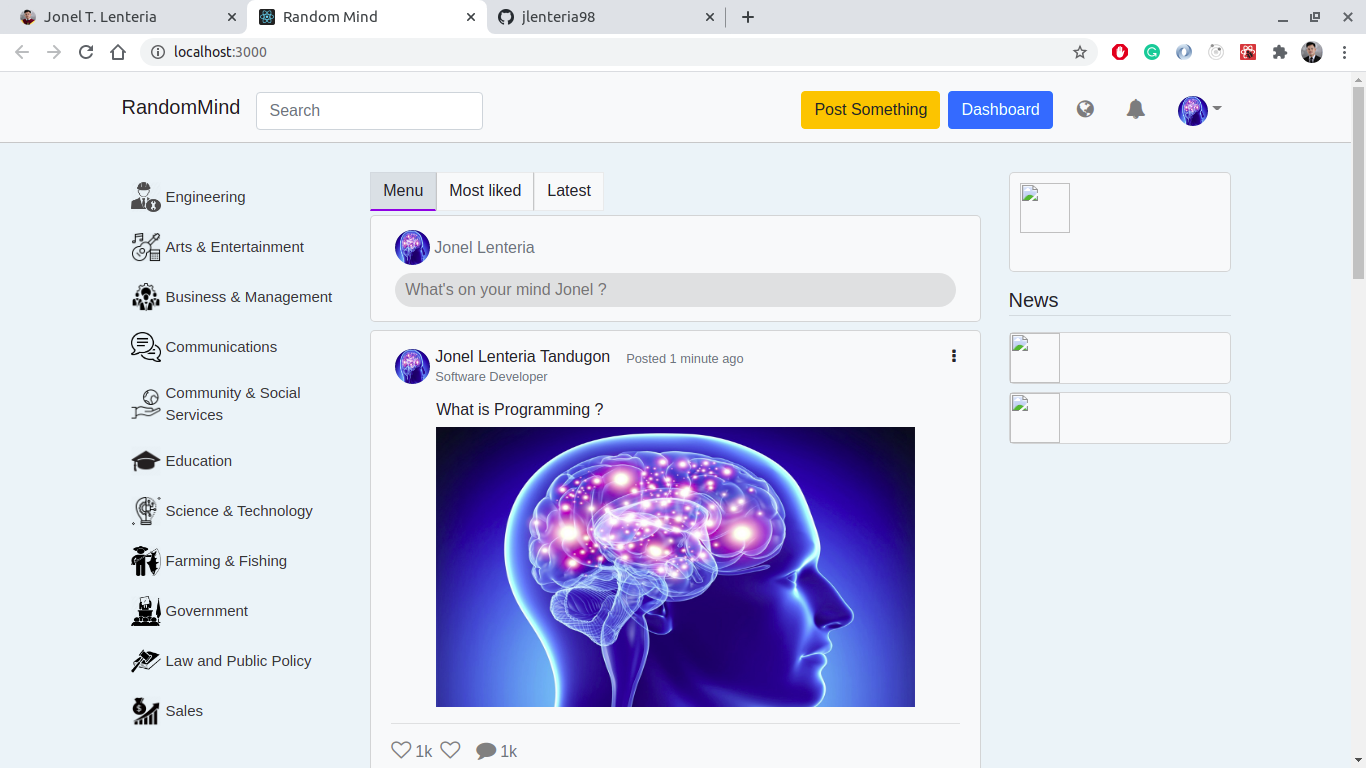 Jonel T. Lenteria
Random Mind
jlenteria98
localhost:3000
RandomMind
Search
Post Something
Dashboard
Engineering
Arts & Entertainment
Business & Management
Communications
Community & Social
Services
Education
Science & Technology
Farming & Fishing
Government
Law and Public Policy
Sales
Menu
Most liked
Latest
Jonel Lenteria
What's on your mind Jonel ?
Jonel Lenteria Tandugon
Posted 1 minute ago
Software Developer
What is Programming ?
1k
1k
News